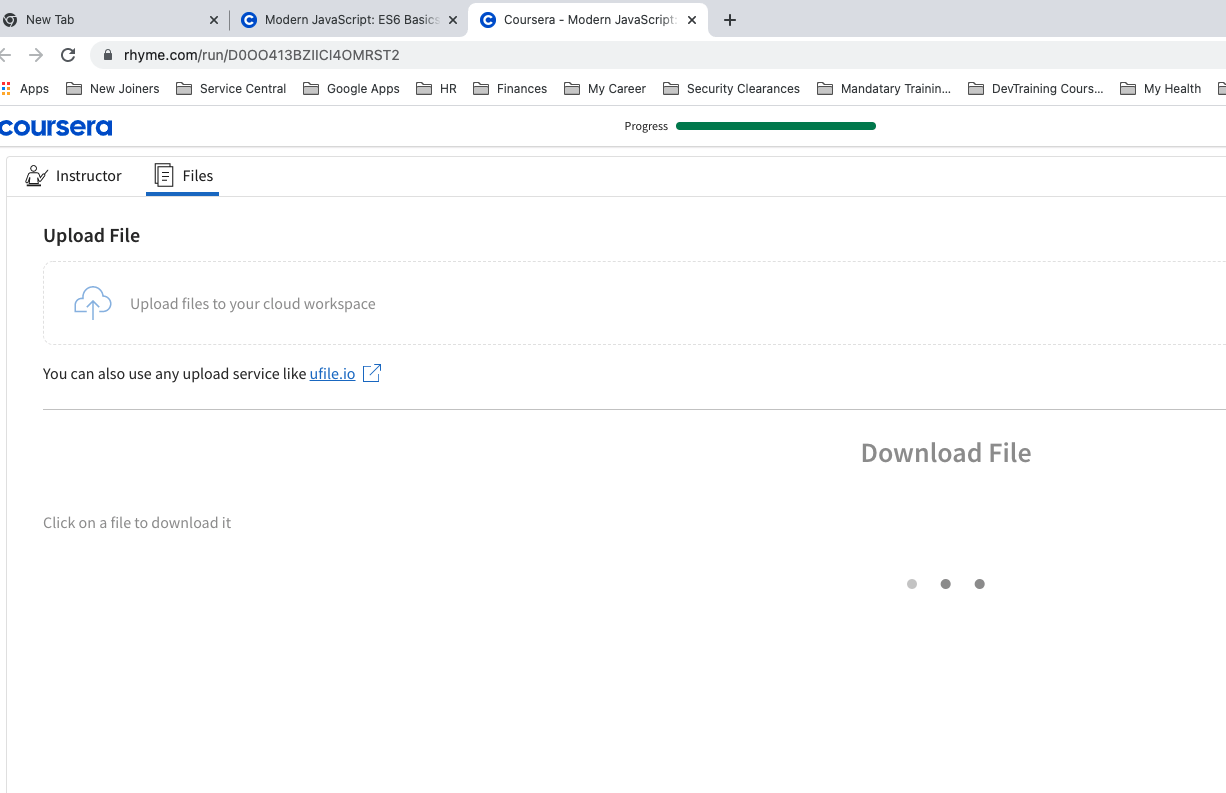 New Tab
Modern JavaScript: ES6 Basics
Coursera - Modern JavaScript:
rhyme.com/run/D0OO413BZIICI4OMRST2
Apps New Joiners Service Central Google Apps HR Finances My Career Security Clearances Mandatary Trainin... DevTraining Cours... My Health
coursera
Progress
Instructor Files
Upload File
Upload files to your cloud workspace
You can also use any upload service like ufile.io
Download File
Click on a file to download it